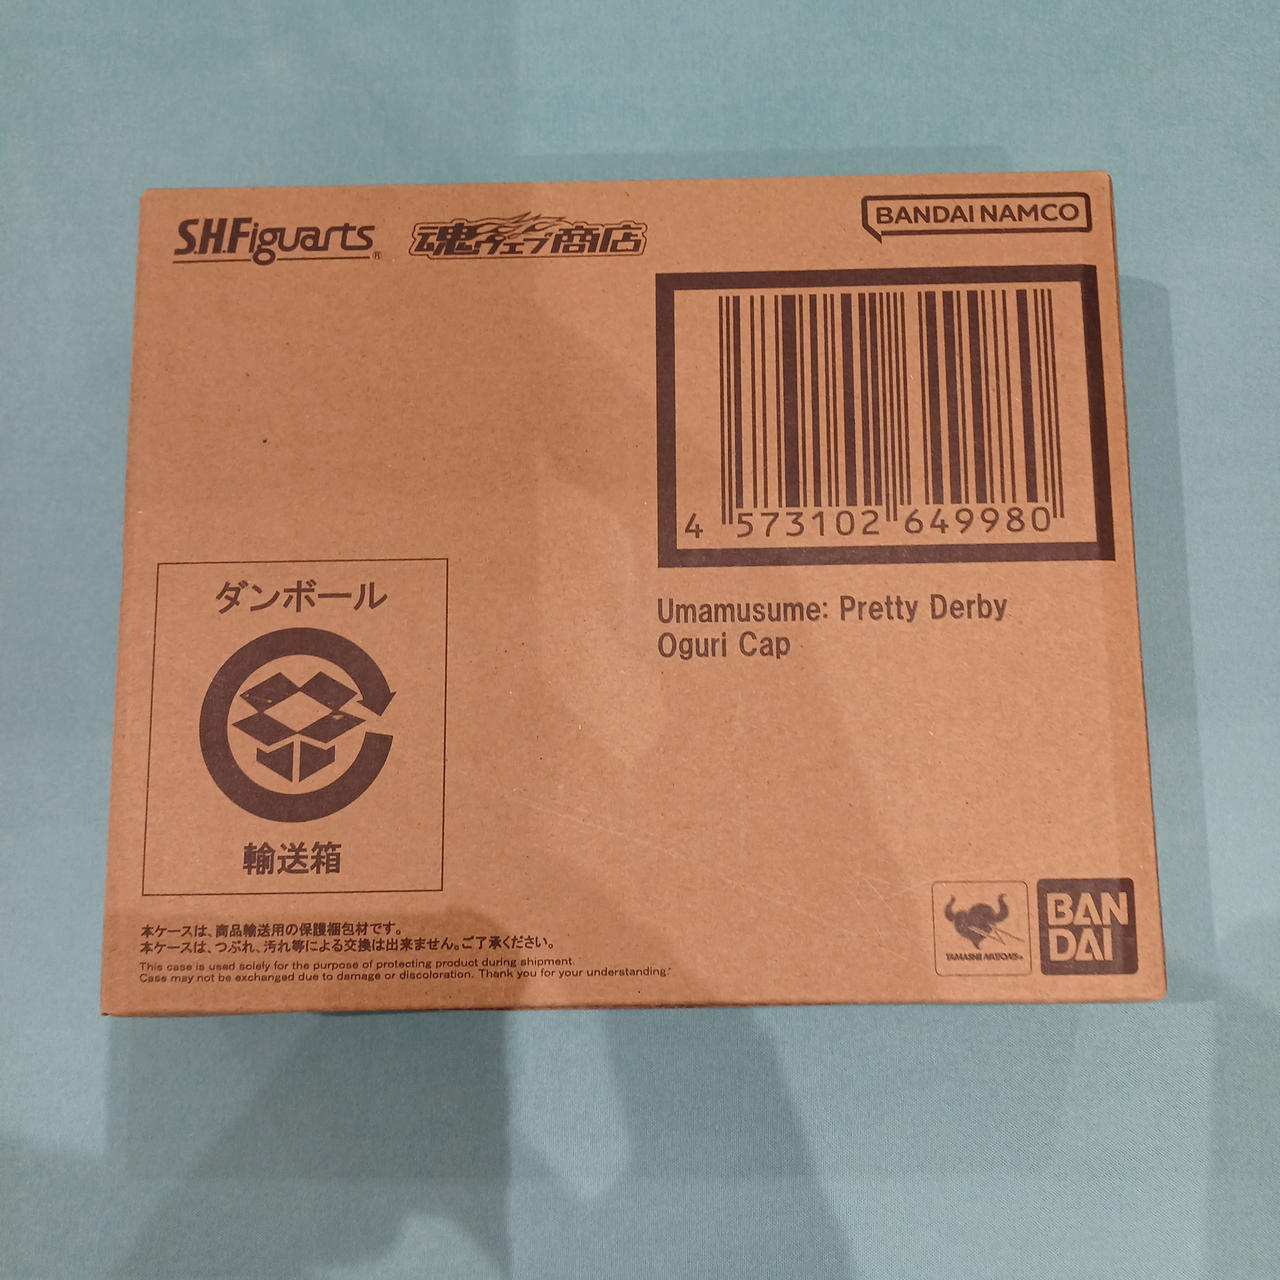 S.H.Figuarts®
魂ウェブ商店
BANDAI NAMCO
4 573102 649980
Umamusume: Pretty Derby
Oguri Cap
ダンボール
輸送箱
本ケースは、商品輸送用の保護梱包材です。
本ケースは、つぶれ、汚れ等による交換は出来ません。ご了承ください。
This case is used solely for the purpose of protecting product during shipment.
Case may not be exchanged due to damage or discoloration. Thank you for your understanding.
TAMASHII NATIONS
BAN
DAI